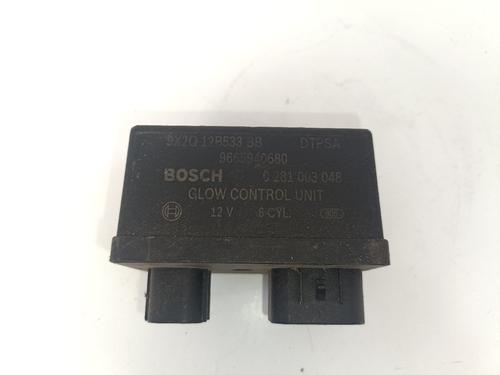 9X2Q 12B533 BB DTPSA
9665940680
BOSCH 0 281 003 048
GLOW CONTROL UNIT
12 V 6 CYL.